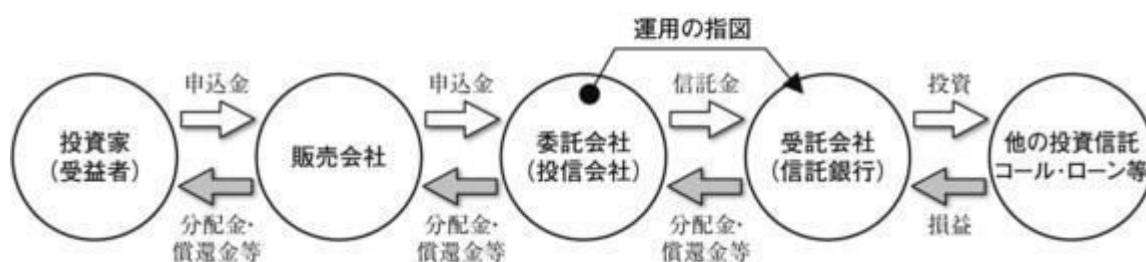 運用の指図
申込金
申込金
信託金
投資
投資家
（受益者）
販売会社
委託会社
（投信会社）
受託会社
（信託銀行）
他の投資信託
コール・ローン等
分配金・
償還金等
分配金・
償還金等
分配金・
償還金等
損益